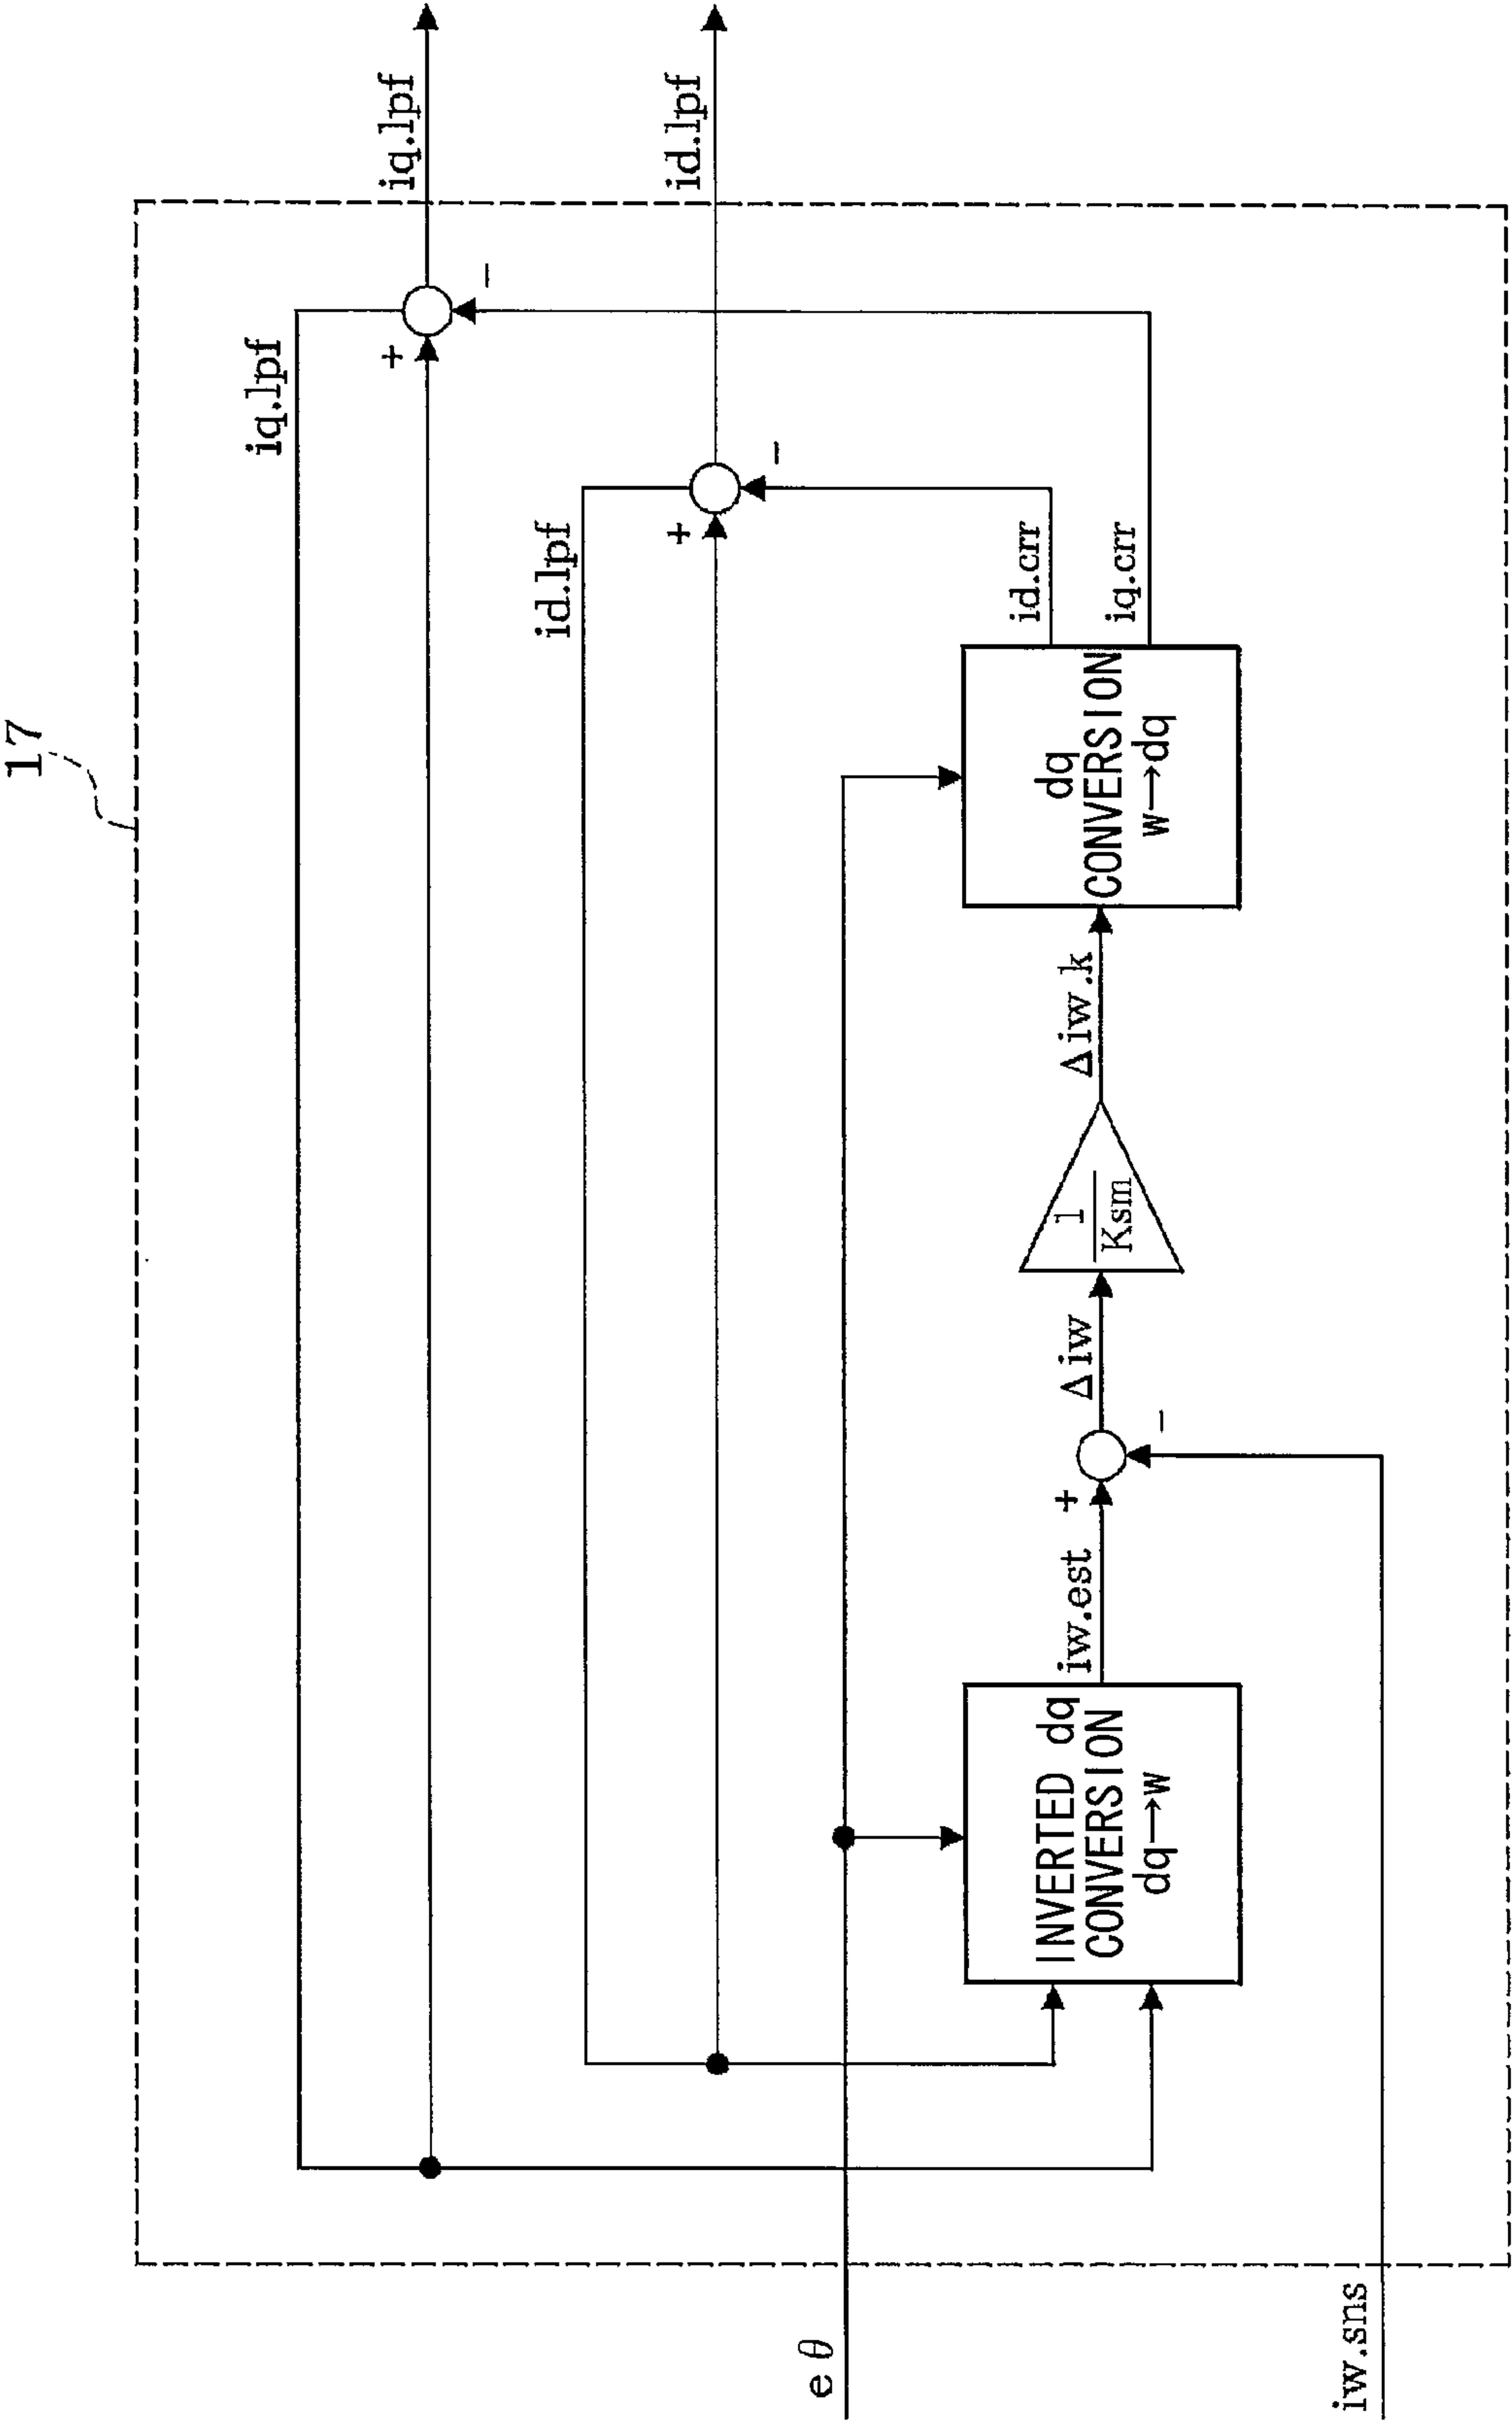 17
iq.lpf
iq.lpf
id.lpf
id.lpf
+
−
+
−
id.crr
iq.crr
eθ
INVERTED dq
CONVERSION
dq→w
iw.est
+
−
Δiw
1
Ksm
Δiw.k
dq
CONVERSION
w→dq
iw.sns